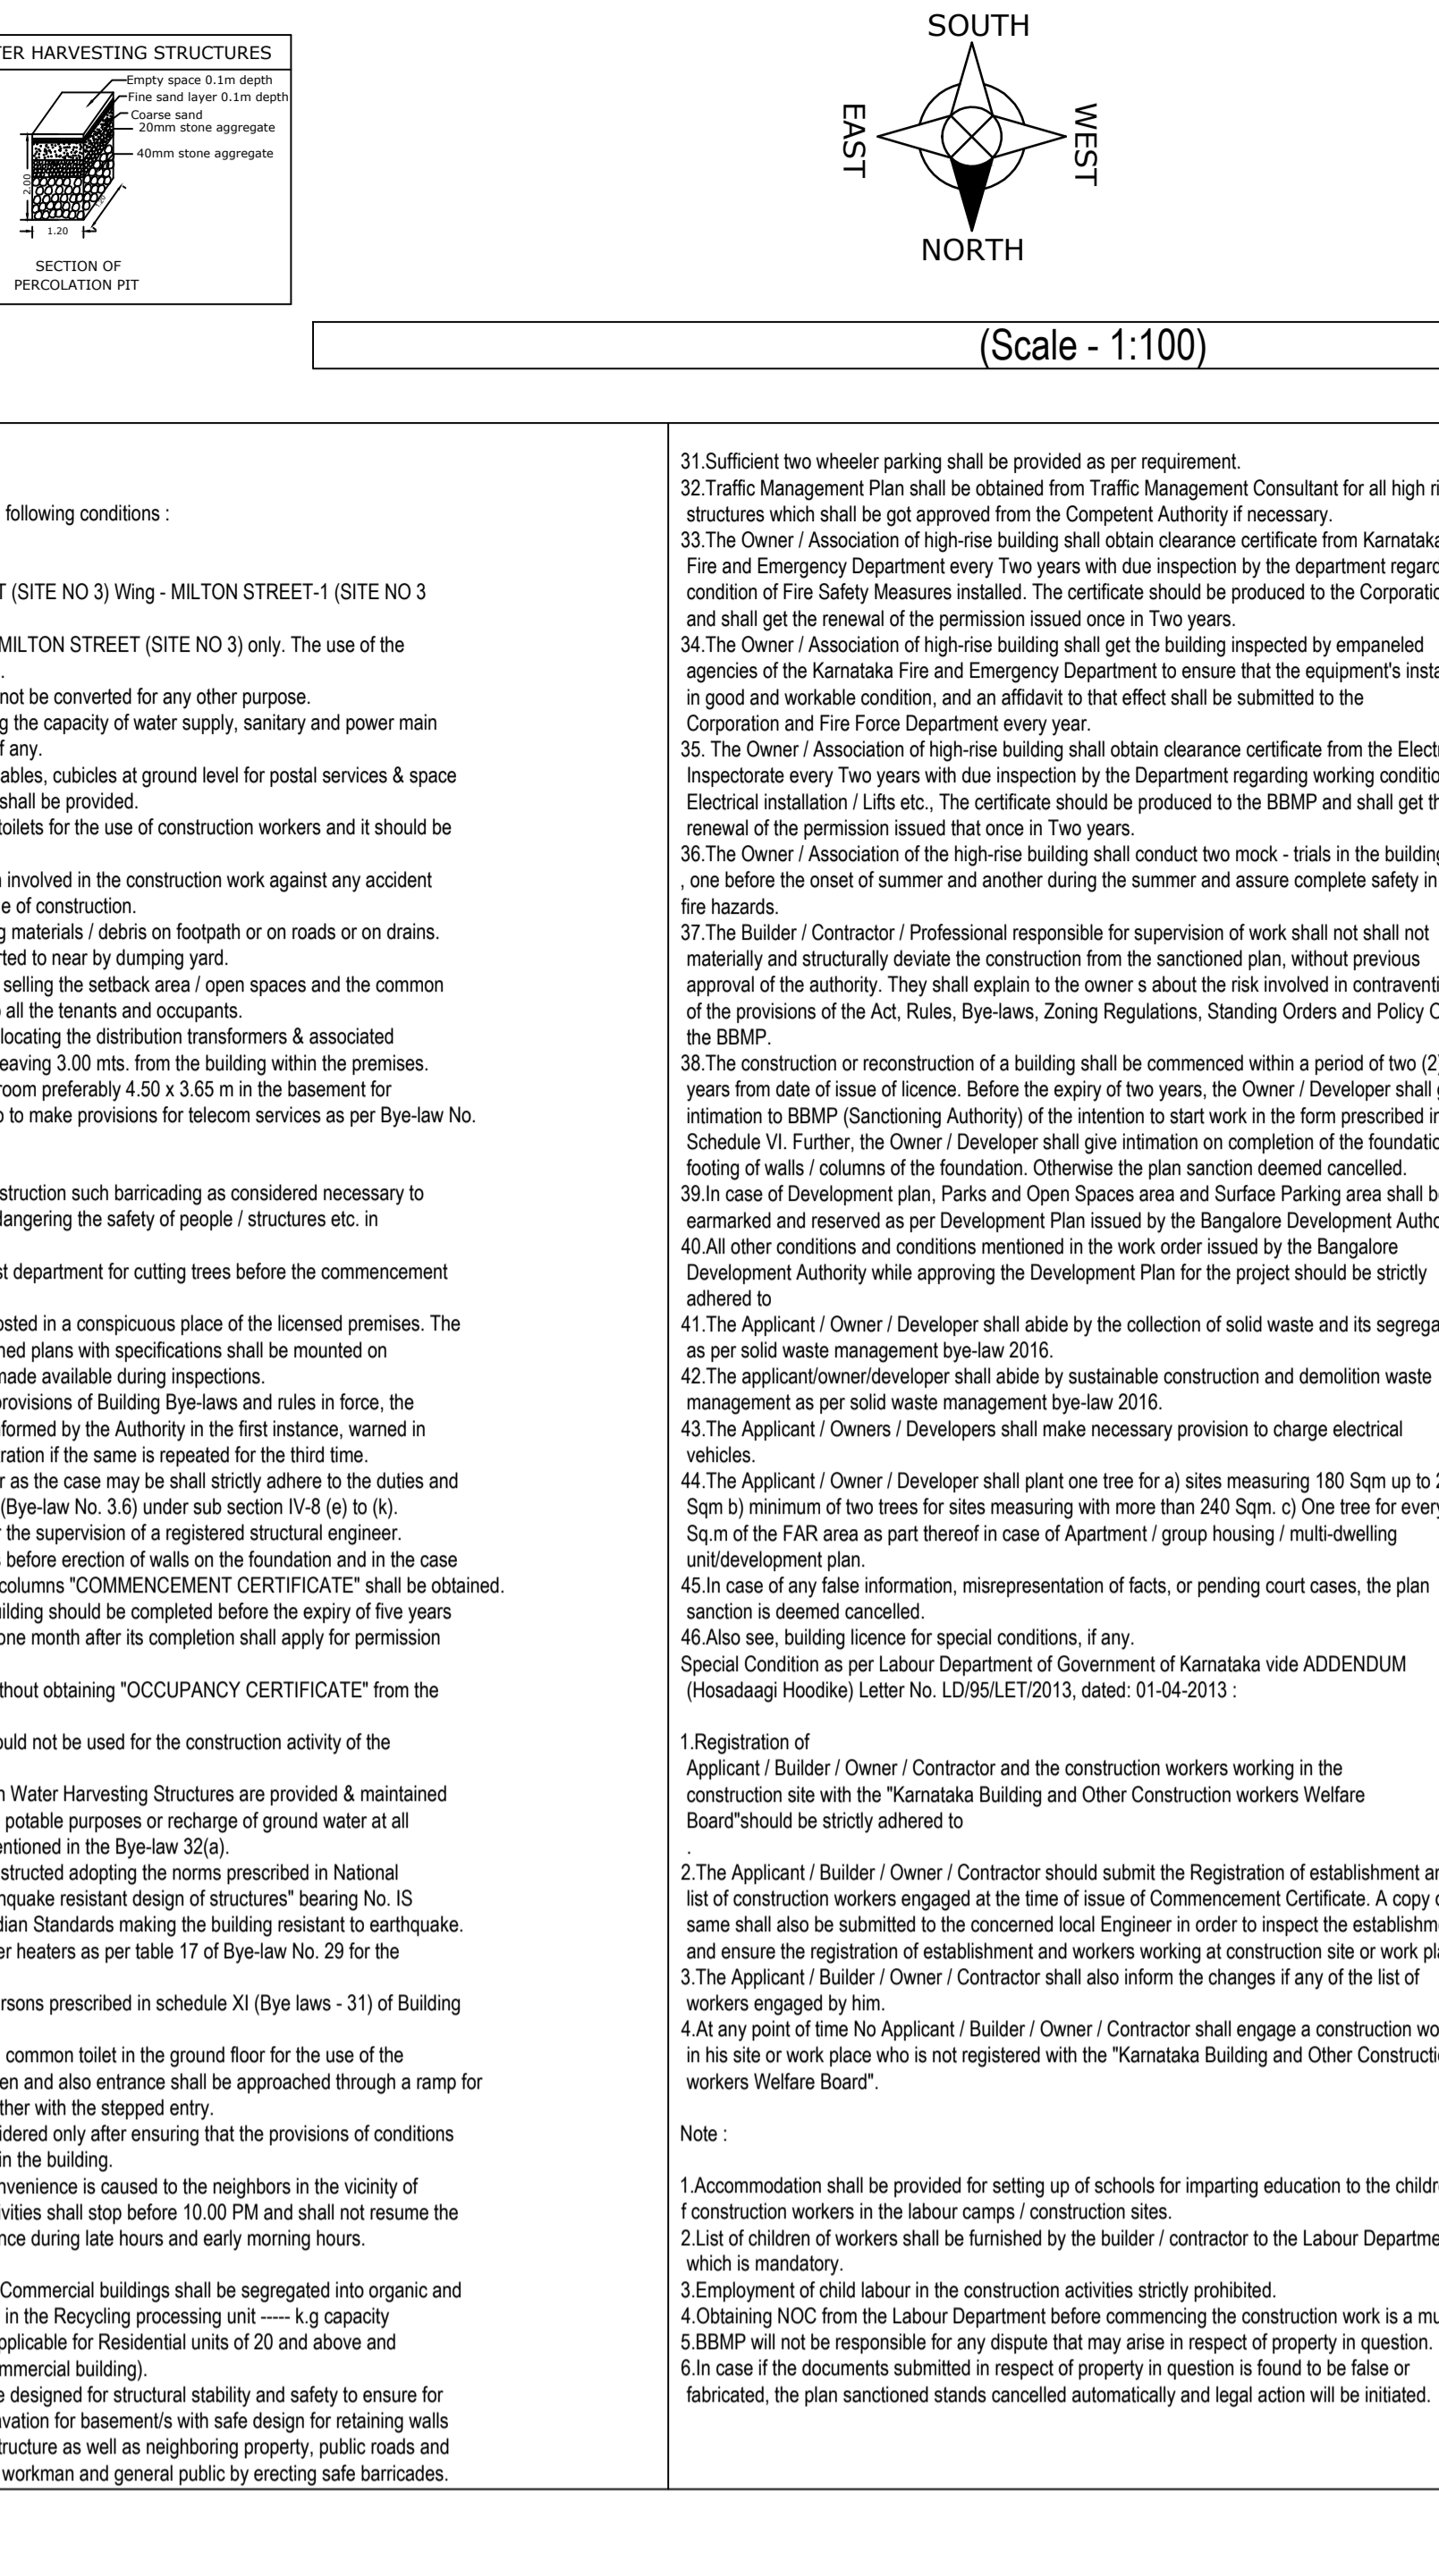 TER HARVESTING STRUCTURES
Empty space 0.1m depth
Fine sand layer 0.1m depth
Coarse sand
20mm stone aggregate
40mm stone aggregate
2.00
1.20
1.20
SECTION OF
PERCOLATION PIT
SOUTH
EAST
WEST
NORTH
(Scale - 1:100)
following conditions :
T (SITE NO 3) Wing - MILTON STREET-1 (SITE NO 3
MILTON STREET (SITE NO 3) only. The use of the
.
not be converted for any other purpose.
g the capacity of water supply, sanitary and power main
f any.
ables, cubicles at ground level for postal services & space
shall be provided.
toilets for the use of construction workers and it should be
n involved in the construction work against any accident
e of construction.
g materials / debris on footpath or on roads or on drains.
rted to near by dumping yard.
selling the setback area / open spaces and the common
o all the tenants and occupants.
locating the distribution transformers & associated
eaving 3.00 mts. from the building within the premises.
room preferably 4.50 x 3.65 m in the basement for
o to make provisions for telecom services as per Bye-law No.
struction such barricading as considered necessary to
dangering the safety of people / structures etc. in
st department for cutting trees before the commencement
osted in a conspicuous place of the licensed premises. The
ned plans with specifications shall be mounted on
made available during inspections.
provisions of Building Bye-laws and rules in force, the
nformed by the Authority in the first instance, warned in
ration if the same is repeated for the third time.
r as the case may be shall strictly adhere to the duties and
(Bye-law No. 3.6) under sub section IV-8 (e) to (k).
r the supervision of a registered structural engineer.
s before erection of walls on the foundation and in the case
columns "COMMENCEMENT CERTIFICATE" shall be obtained.
uilding should be completed before the expiry of five years
one month after its completion shall apply for permission
thout obtaining "OCCUPANCY CERTIFICATE" from the
ould not be used for the construction activity of the
n Water Harvesting Structures are provided & maintained
potable purposes or recharge of ground water at all
entioned in the Bye-law 32(a).
nstructed adopting the norms prescribed in National
hquake resistant design of structures" bearing No. IS
dian Standards making the building resistant to earthquake.
er heaters as per table 17 of Bye-law No. 29 for the
rsons prescribed in schedule XI (Bye laws - 31) of Building
common toilet in the ground floor for the use of the
en and also entrance shall be approached through a ramp for
ther with the stepped entry.
idered only after ensuring that the provisions of conditions
in the building.
nvenience is caused to the neighbors in the vicinity of
ivities shall stop before 10.00 PM and shall not resume the
nce during late hours and early morning hours.
Commercial buildings shall be segregated into organic and
in the Recycling processing unit ----- k.g capacity
pplicable for Residential units of 20 and above and
mmercial building).
e designed for structural stability and safety to ensure for
avation for basement/s with safe design for retaining walls
tructure as well as neighboring property, public roads and
workman and general public by erecting safe barricades.
31.Sufficient two wheeler parking shall be provided as per requirement.
32.Traffic Management Plan shall be obtained from Traffic Management Consultant for all high ri
structures which shall be got approved from the Competent Authority if necessary.
33.The Owner / Association of high-rise building shall obtain clearance certificate from Karnataka
Fire and Emergency Department every Two years with due inspection by the department regard
condition of Fire Safety Measures installed. The certificate should be produced to the Corporatio
and shall get the renewal of the permission issued once in Two years.
34.The Owner / Association of high-rise building shall get the building inspected by empaneled
agencies of the Karnataka Fire and Emergency Department to ensure that the equipment's insta
in good and workable condition, and an affidavit to that effect shall be submitted to the
Corporation and Fire Force Department every year.
35. The Owner / Association of high-rise building shall obtain clearance certificate from the Electr
Inspectorate every Two years with due inspection by the Department regarding working conditio
Electrical installation / Lifts etc., The certificate should be produced to the BBMP and shall get th
renewal of the permission issued that once in Two years.
36.The Owner / Association of the high-rise building shall conduct two mock - trials in the building
, one before the onset of summer and another during the summer and assure complete safety in
fire hazards.
37.The Builder / Contractor / Professional responsible for supervision of work shall not shall not
materially and structurally deviate the construction from the sanctioned plan, without previous
approval of the authority. They shall explain to the owner s about the risk involved in contraventi
of the provisions of the Act, Rules, Bye-laws, Zoning Regulations, Standing Orders and Policy O
the BBMP.
38.The construction or reconstruction of a building shall be commenced within a period of two (2)
years from date of issue of licence. Before the expiry of two years, the Owner / Developer shall g
intimation to BBMP (Sanctioning Authority) of the intention to start work in the form prescribed in
Schedule VI. Further, the Owner / Developer shall give intimation on completion of the foundatio
footing of walls / columns of the foundation. Otherwise the plan sanction deemed cancelled.
39.In case of Development plan, Parks and Open Spaces area and Surface Parking area shall be
earmarked and reserved as per Development Plan issued by the Bangalore Development Autho
40.All other conditions and conditions mentioned in the work order issued by the Bangalore
Development Authority while approving the Development Plan for the project should be strictly
adhered to
41.The Applicant / Owner / Developer shall abide by the collection of solid waste and its segrega
as per solid waste management bye-law 2016.
42.The applicant/owner/developer shall abide by sustainable construction and demolition waste
management as per solid waste management bye-law 2016.
43.The Applicant / Owners / Developers shall make necessary provision to charge electrical
vehicles.
44.The Applicant / Owner / Developer shall plant one tree for a) sites measuring 180 Sqm up to 2
Sqm b) minimum of two trees for sites measuring with more than 240 Sqm. c) One tree for every
Sq.m of the FAR area as part thereof in case of Apartment / group housing / multi-dwelling
unit/development plan.
45.In case of any false information, misrepresentation of facts, or pending court cases, the plan
sanction is deemed cancelled.
46.Also see, building licence for special conditions, if any.
Special Condition as per Labour Department of Government of Karnataka vide ADDENDUM
(Hosadaagi Hoodike) Letter No. LD/95/LET/2013, dated: 01-04-2013 :
1.Registration of
Applicant / Builder / Owner / Contractor and the construction workers working in the
construction site with the "Karnataka Building and Other Construction workers Welfare
Board"should be strictly adhered to
.
2.The Applicant / Builder / Owner / Contractor should submit the Registration of establishment an
list of construction workers engaged at the time of issue of Commencement Certificate. A copy o
same shall also be submitted to the concerned local Engineer in order to inspect the establishm
and ensure the registration of establishment and workers working at construction site or work pla
3.The Applicant / Builder / Owner / Contractor shall also inform the changes if any of the list of
workers engaged by him.
4.At any point of time No Applicant / Builder / Owner / Contractor shall engage a construction wo
in his site or work place who is not registered with the "Karnataka Building and Other Constructi
workers Welfare Board".
Note :
1.Accommodation shall be provided for setting up of schools for imparting education to the childr
f construction workers in the labour camps / construction sites.
2.List of children of workers shall be furnished by the builder / contractor to the Labour Departme
which is mandatory.
3.Employment of child labour in the construction activities strictly prohibited.
4.Obtaining NOC from the Labour Department before commencing the construction work is a mu
5.BBMP will not be responsible for any dispute that may arise in respect of property in question.
6.In case if the documents submitted in respect of property in question is found to be false or
fabricated, the plan sanctioned stands cancelled automatically and legal action will be initiated.